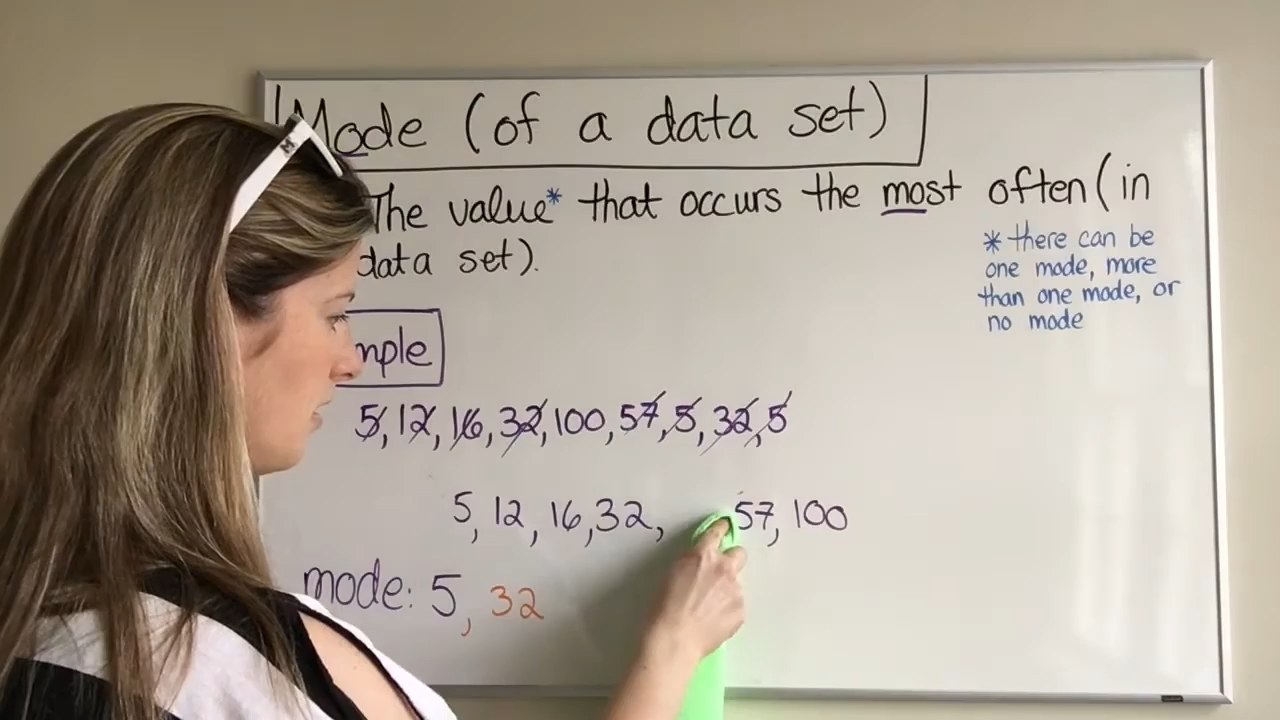 Mode (of a data set)
The value* that occurs the most often (in
data set).
* there can be
one mode, more
than one mode, or
no mode
mple
5, 12, 16, 32, 100, 57, 5, 32, 5
5, 12, 16, 32, 57, 100
mode: 5, 32